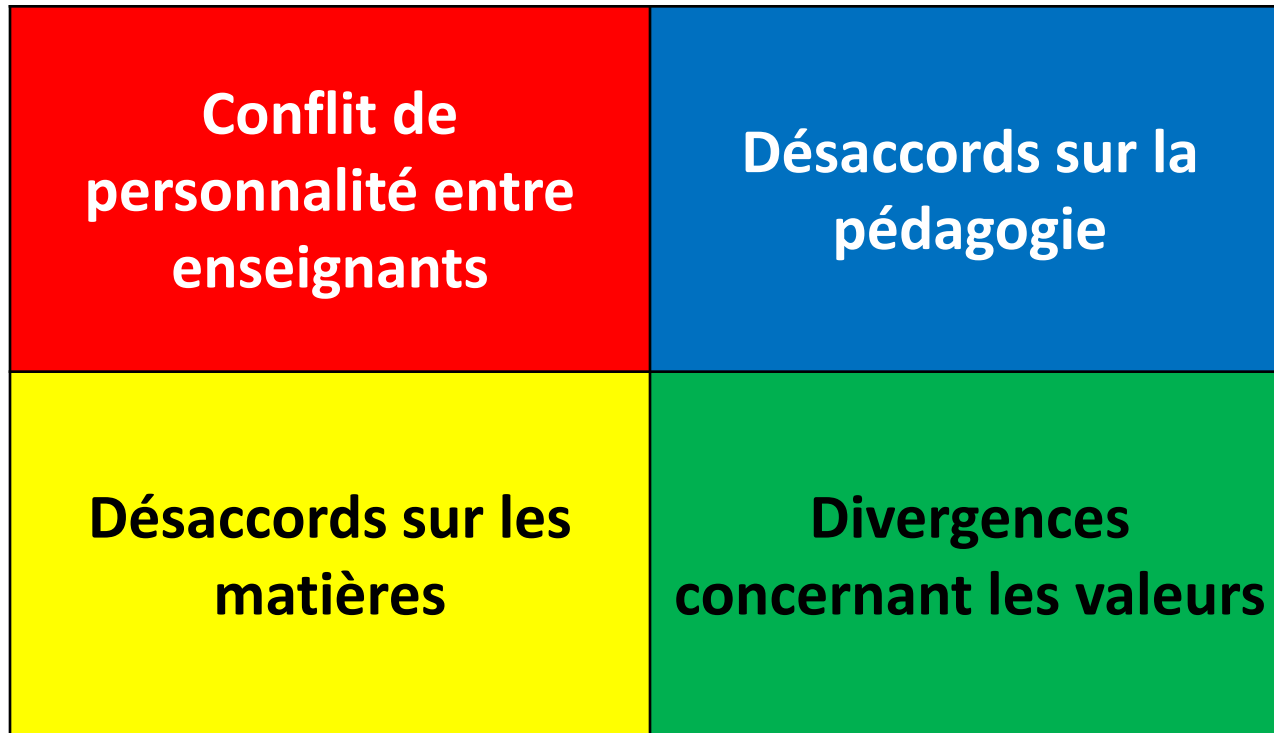 Conflit de
personnalité entre
enseignants
Désaccords sur la
pédagogie
Désaccords sur les
matières
Divergences
concernant les valeurs